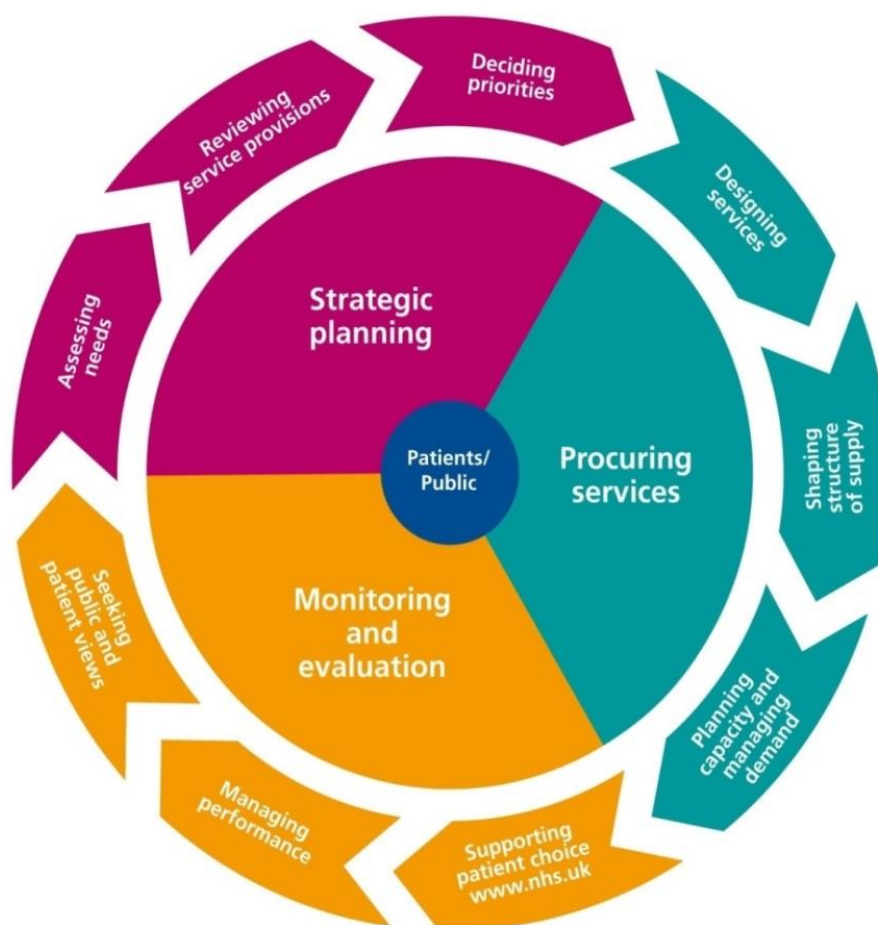 Deciding
priorities
Designing
services
Shaping
structure
of supply
Planning
capacity and
managing
demand
Supporting
patient choice
www.nhs.uk
Managing
performance
Seeking
public and
patient views
Assessing
needs
Reviewing
service provisions
Strategic
planning
Procuring
services
Monitoring
and
evaluation
Patients/
Public